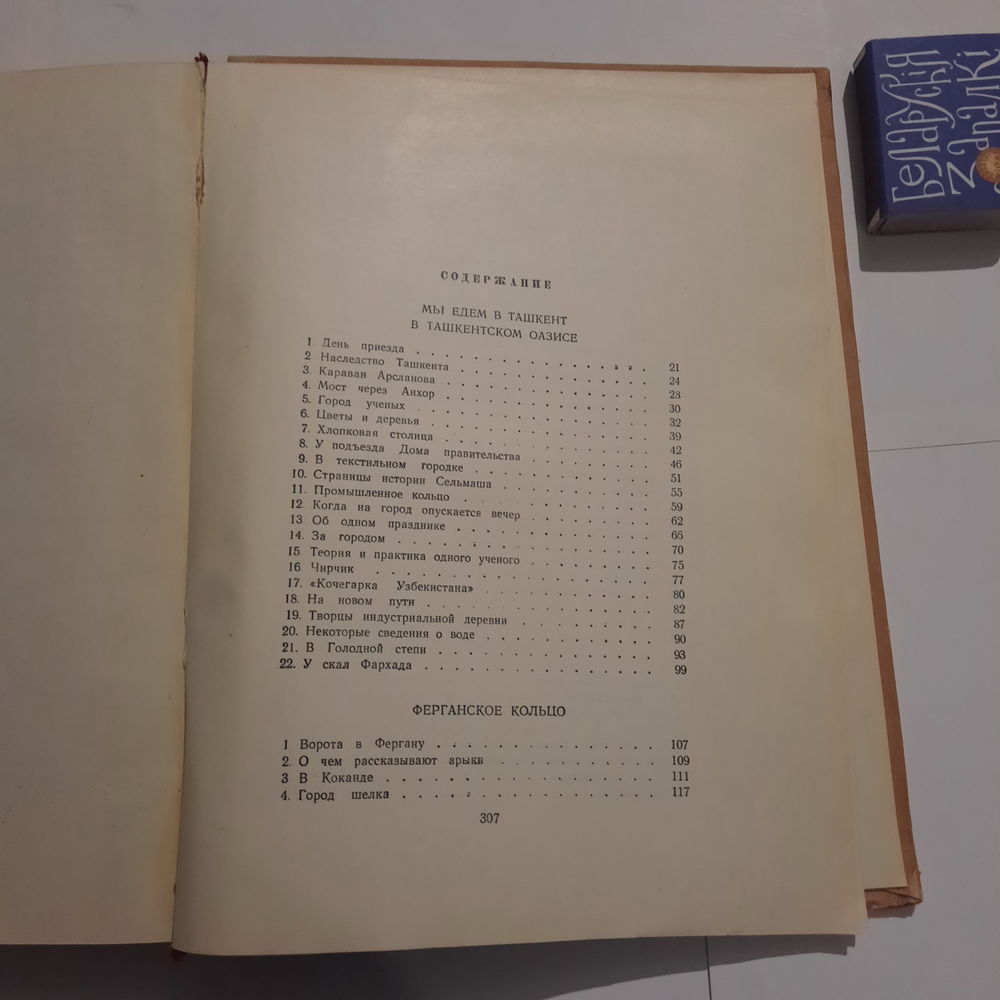 СОДЕРЖАНИЕ
МЫ ЕДЕМ В ТАШКЕНТ
В ТАШКЕНТСКОМ ОАЗИСЕ
1 День приезда . . . . . . . . . . . . . . . . 21
2 Наследство Ташкента . . . . . . . . . . . . . 24
3. Караван Арсланова . . . . . . . . . . . . . . 28
4. Мост через Анхор . . . . . . . . . . . . . . 30
5. Город ученых . . . . . . . . . . . . . . . . 32
6. Цветы и деревья . . . . . . . . . . . . . . . 39
7. Хлопковая столица . . . . . . . . . . . . . . 42
8. У подъезда Дома правительства . . . . . . . . 46
9. В текстильном городке . . . . . . . . . . . . 51
10. Страницы истории Сельмаша . . . . . . . . . . 55
11. Промышленное кольцо . . . . . . . . . . . . . 59
12. Когда на город опускается вечер . . . . . . . 62
13. Об одном празднике . . . . . . . . . . . . . 66
14. За городом . . . . . . . . . . . . . . . . . 70
15. Теория и практика одного ученого . . . . . . 75
16. Чирчик . . . . . . . . . . . . . . . . . . . 77
17. «Кочегарка Узбекистана» . . . . . . . . . . . 80
18. На новом пути . . . . . . . . . . . . . . . . 82
19. Творцы индустриальной деревни . . . . . . . . 87
20. Некоторые сведения о воде . . . . . . . . . . 90
21. В Голодной степи . . . . . . . . . . . . . . 93
22. У скал Фархада . . . . . . . . . . . . . . . 99
ФЕРГАНСКОЕ КОЛЬЦО
1. Ворота в Фергану . . . . . . . . . . . . . . 107
2. О чем рассказывают арыки . . . . . . . . . . 109
3 В Коканде . . . . . . . . . . . . . . . . . . 111
4. Город шелка . . . . . . . . . . . . . . . . . 117
307
Беларускія
Запалкі